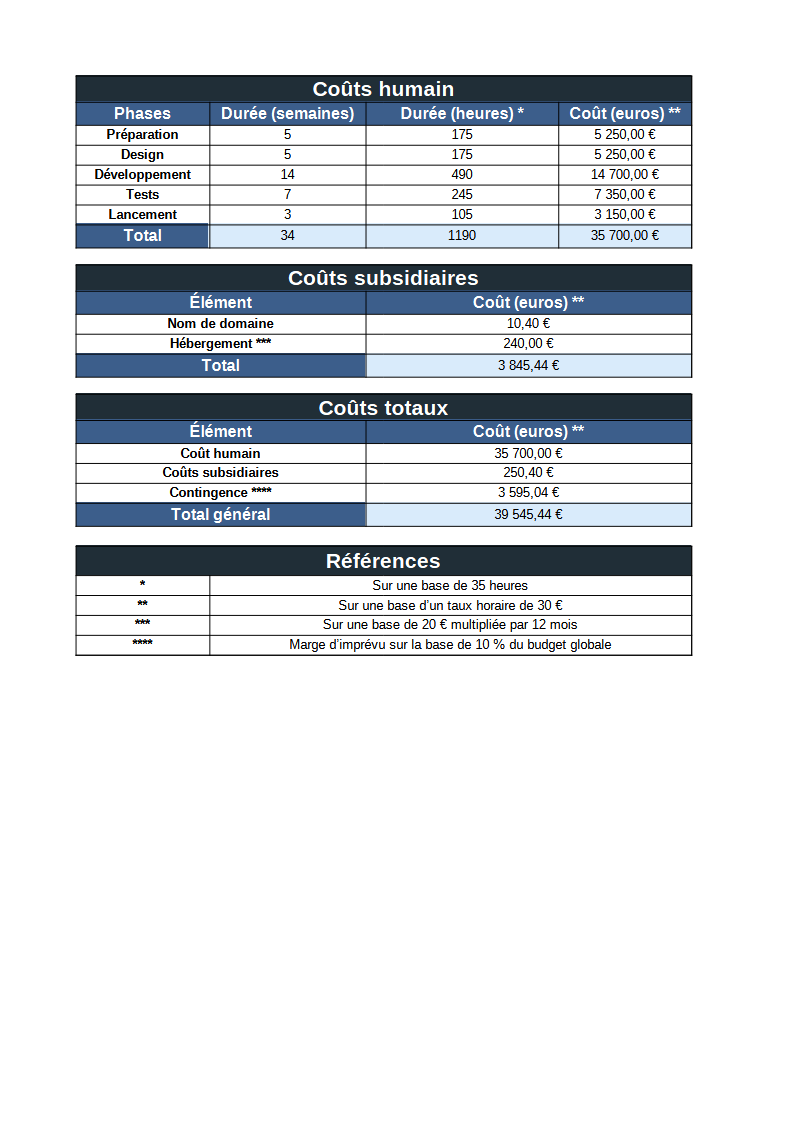 Coûts humain
Phases Durée (semaines) Durée (heures) * Coût (euros) **
Préparation 5 175 5 250,00 €
Design 5 175 5 250,00 €
Développement 14 490 14 700,00 €
Tests 7 245 7 350,00 €
Lancement 3 105 3 150,00 €
Total 34 1190 35 700,00 €
Coûts subsidiaires
Élément Coût (euros) **
Nom de domaine 10,40 €
Hébergement *** 240,00 €
Total 3 845,44 €
Coûts totaux
Élément Coût (euros) **
Coût humain 35 700,00 €
Coûts subsidiaires 250,40 €
Contingence **** 3 595,04 €
Total général 39 545,44 €
Références
* Sur une base de 35 heures
** Sur une base d’un taux horaire de 30 €
*** Sur une base de 20 € multipliée par 12 mois
**** Marge d’imprévu sur la base de 10 % du budget globale